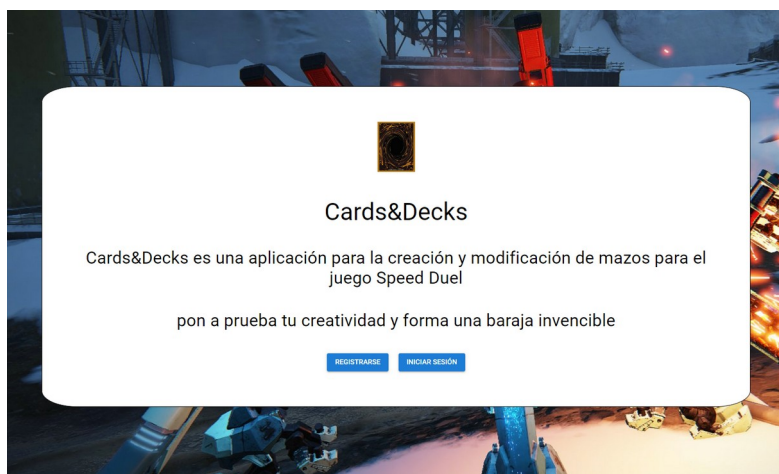 Cards&Decks
Cards&Decks es una aplicación para la creación y modificación de mazos para el
juego Speed Duel
pon a prueba tu creatividad y forma una baraja invencible
REGISTRARSE
INICIAR SESIÓN